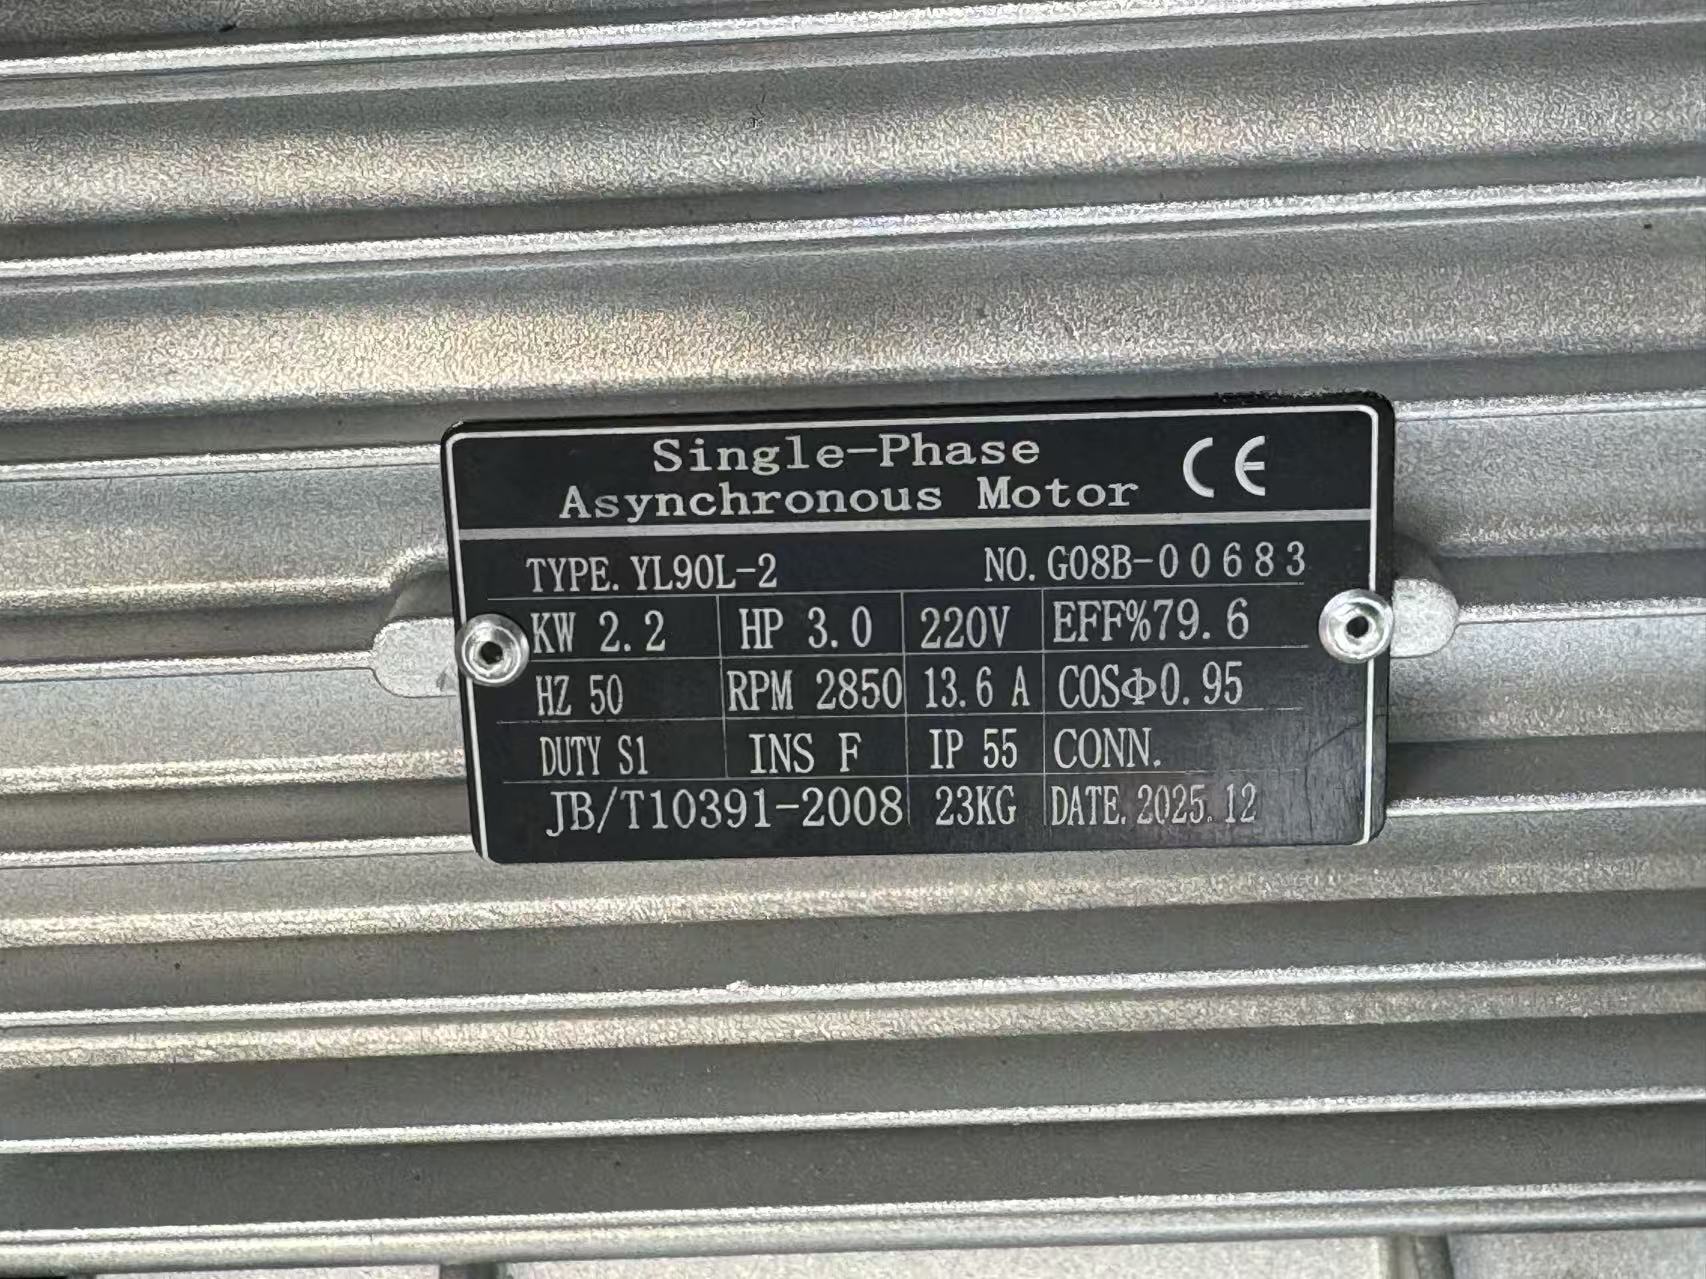 Single-Phase
Asynchronous Motor CE
TYPE. YL90L-2 NO. G08B-00683
KW 2.2 HP 3.0 220V EFF%79.6
HZ 50 RPM 2850 13.6 A COSΦ0.95
DUTY S1 INS F IP 55 CONN.
JB/T10391-2008 23KG DATE. 2025.12